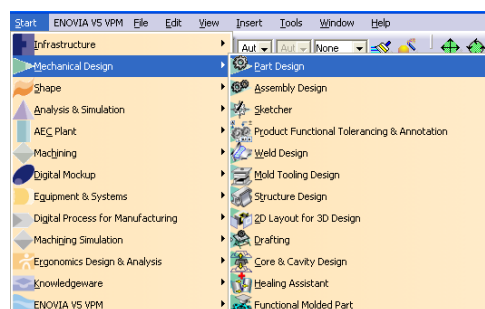 Start ENOVIA V5 VPM File Edit View Insert Tools Window Help
Aut Aut None
Infrastructure
Mechanical Design
Shape
Analysis & Simulation
AEC Plant
Machining
Digital Mockup
Equipment & Systems
Digital Process for Manufacturing
Machining Simulation
Ergonomics Design & Analysis
Knowledgeware
ENOVIA V5 VPM
Part Design
Assembly Design
Sketcher
Product Functional Tolerancing & Annotation
Weld Design
Mold Tooling Design
Structure Design
2D Layout for 3D Design
Drafting
Core & Cavity Design
Healing Assistant
Functional Molded Part